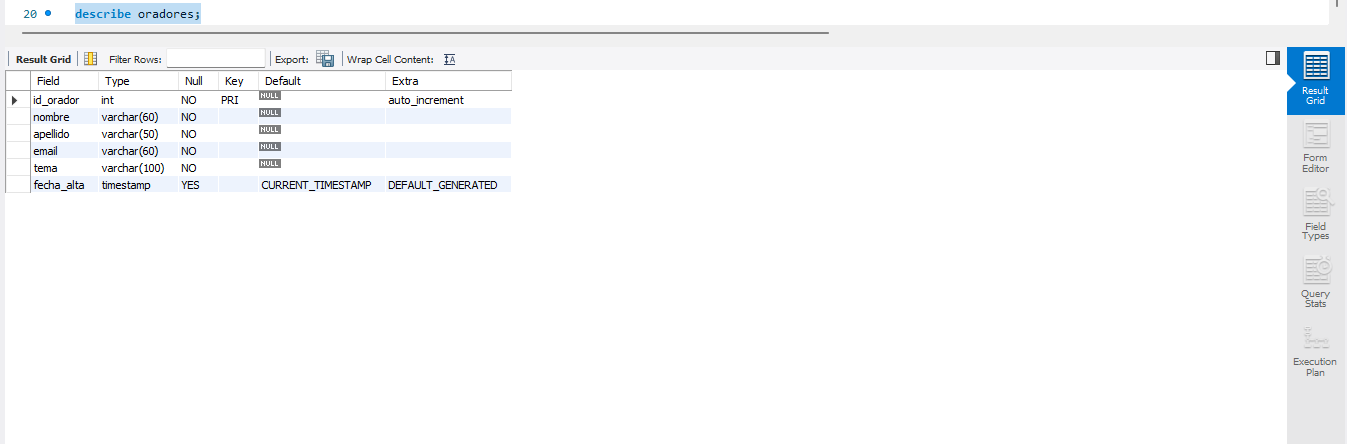 20 describe oradores;
Result Grid Filter Rows: Export: Wrap Cell Content: IA
Field Type Null Key Default Extra
id_orador int NO PRI NULL auto_increment
nombre varchar(60) NO NULL
apellido varchar(50) NO NULL
email varchar(60) NO NULL
tema varchar(100) NO NULL
fecha_alta timestamp YES CURRENT_TIMESTAMP DEFAULT_GENERATED
Result
Grid
Form
Editor
Field
Types
Query
Stats
Execution
Plan